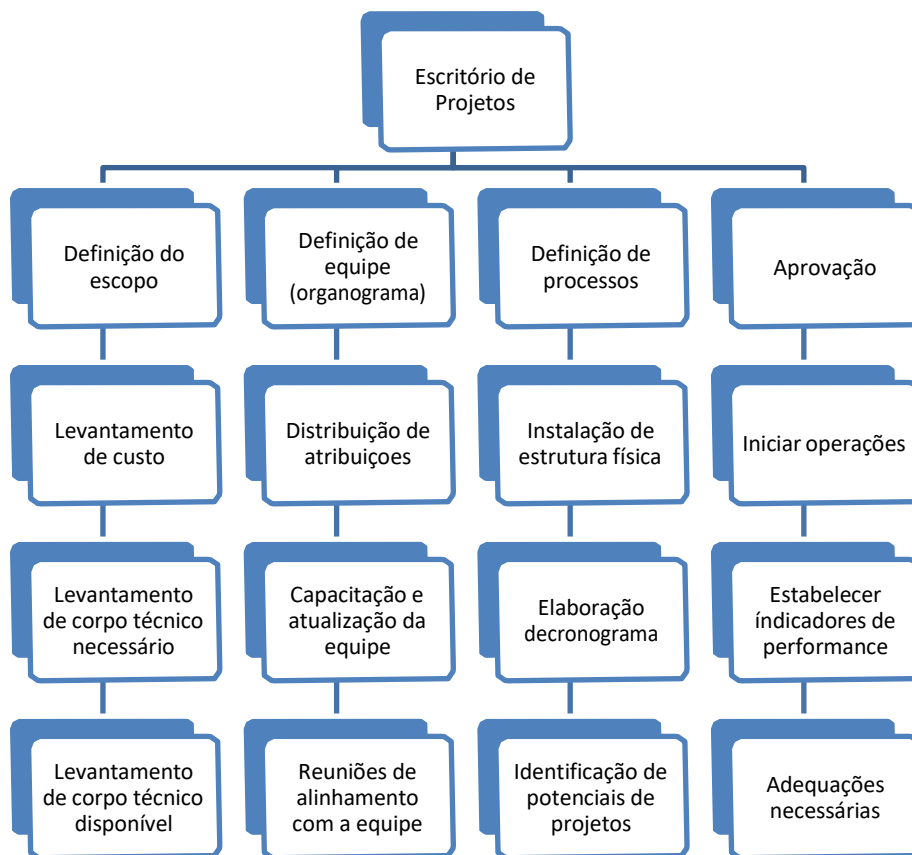 Escritório de
Projetos
Definição do
escopo
Definição de
equipe
(organograma)
Definição de
processos
Aprovação
Levantamento
de custo
Distribuição de
atribuiçoes
Instalação de
estrutura física
Iniciar operações
Levantamento
de corpo técnico
necessário
Capacitação e
atualização da
equipe
Elaboração
decronograma
Estabelecer
índicadores de
performance
Levantamento
de corpo técnico
disponível
Reuniões de
alinhamento
com a equipe
Identificação de
potenciais de
projetos
Adequações
necessárias